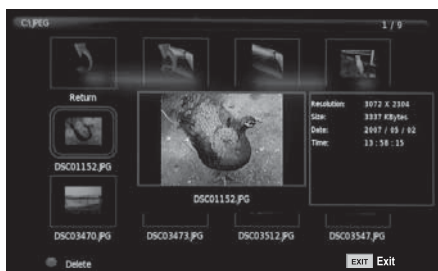 C:\JPEG
1 / 9
Return
Resolution: 3072 X 2304
Size: 3337 KBytes
Date: 2007 / 05 / 02
Time: 13 : 58 : 15
DSC01152.JPG
DSC01152.JPG
DSC03470.JPG
DSC03473.JPG
DSC03512.JPG
DSC03547.JPG
Delete
EXIT Exit